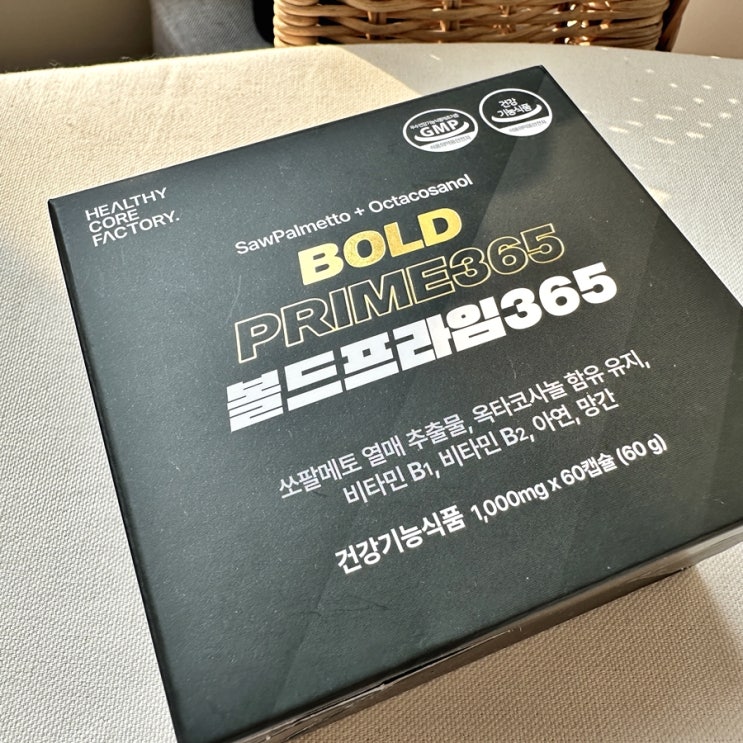 HEALTHY
CORE
FACTORY.
GMP
건강
기능식품
SawPalmetto + Octacosanol
BOLD
PRIME365
볼드프라임365
쏘팔메토 열매 추출물, 옥타코사놀 함유 유지,
비타민 B1, 비타민 B2, 아연, 망간
건강기능식품 1,000mg x 60캡슐 (60 g)